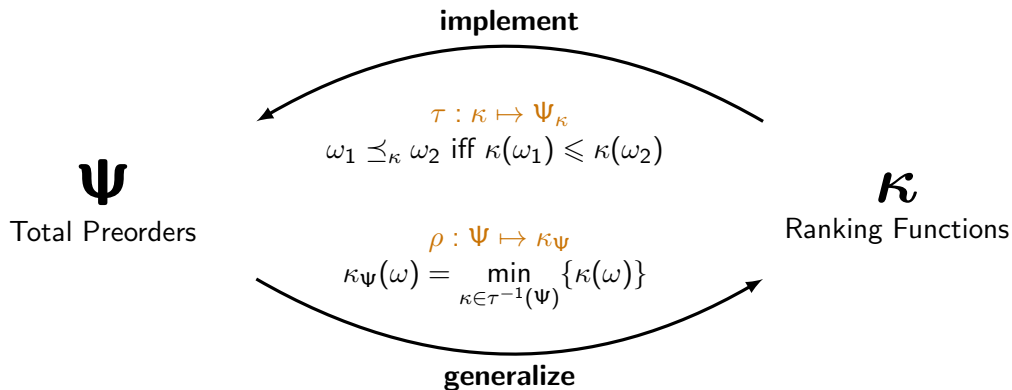 implement
τ : κ ↦ Ψ_κ
ω₁ ⪯_κ ω₂ iff κ(ω₁) ⩽ κ(ω₂)
Ψ
Total Preorders
κ
Ranking Functions
ρ : Ψ ↦ κ_Ψ
κ_Ψ(ω) = min_{κ∈τ⁻¹(Ψ)} {κ(ω)}
generalize